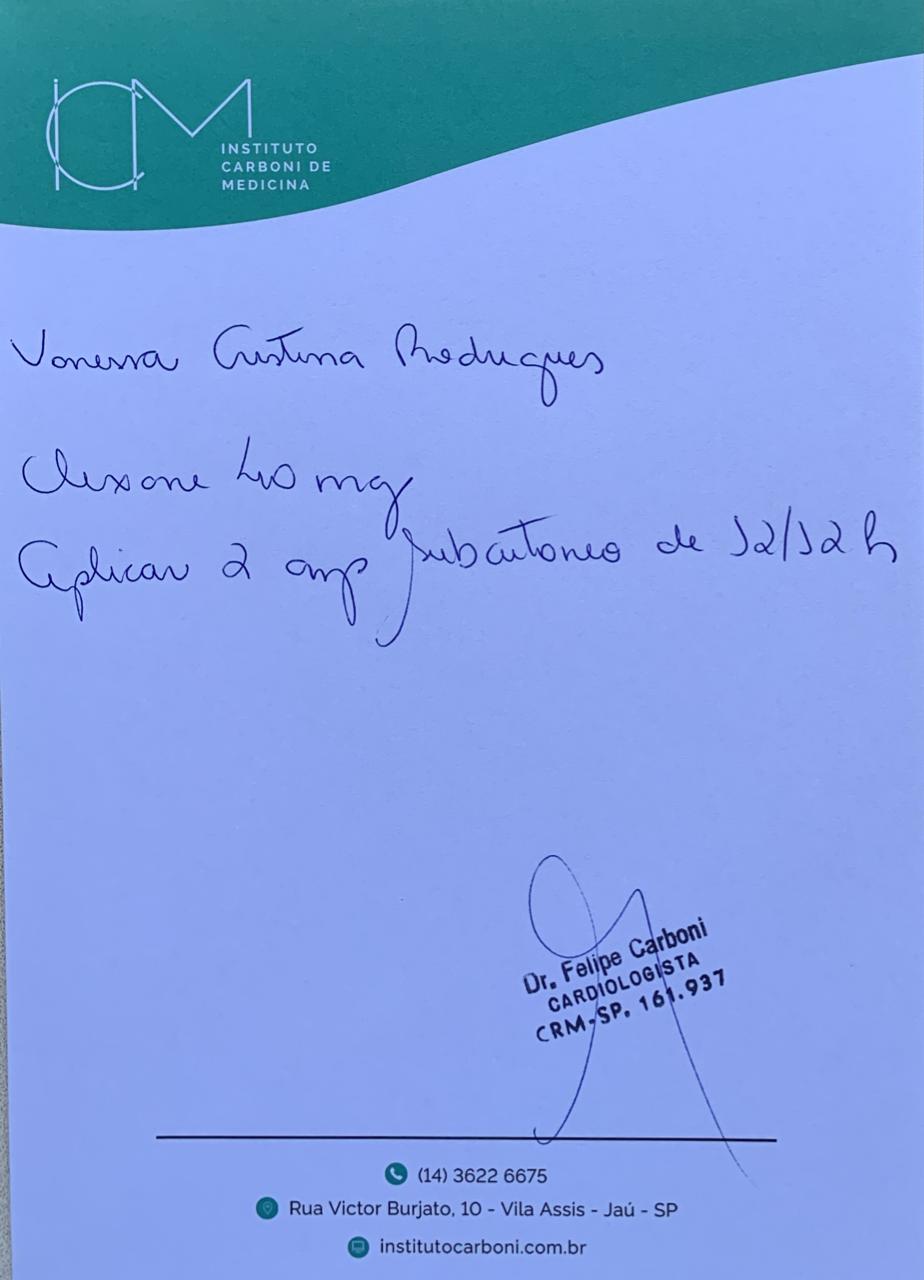 ICM
INSTITUTO
CARBONI DE
MEDICINA
Vanessa Cristina Rodrigues
Clexane 40 mg
Aplicar 2 amp subcutaneo de 12/12 h
Dr. Felipe Carboni
CARDIOLOGISTA
CRM-SP. 161.937
(14) 3622 6675
Rua Victor Burjato, 10 - Vila Assis - Jaú - SP
institutocarboni.com.br